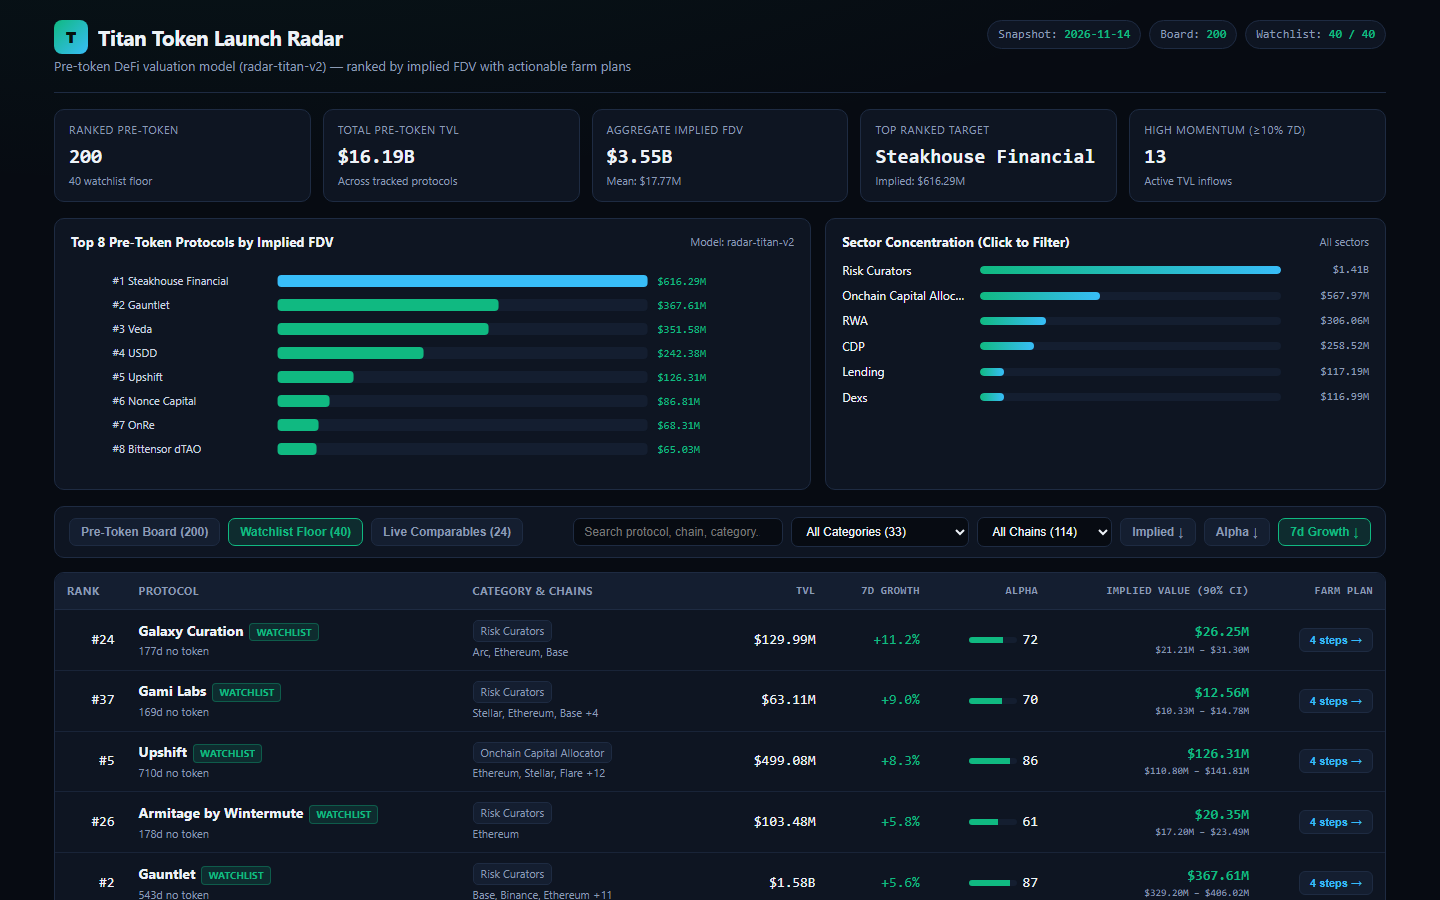 T
Titan Token Launch Radar
Snapshot: 2026-11-14
Board: 200
Watchlist: 40 / 40
Pre-token DeFi valuation model (radar-titan-v2) — ranked by implied FDV with actionable farm plans
RANKED PRE-TOKEN
200
40 watchlist floor
TOTAL PRE-TOKEN TVL
$16.19B
Across tracked protocols
AGGREGATE IMPLIED FDV
$3.55B
Mean: $17.77M
TOP RANKED TARGET
Steakhouse Financial
Implied: $616.29M
HIGH MOMENTUM (≥10% 7D)
13
Active TVL inflows
Top 8 Pre-Token Protocols by Implied FDV
Model: radar-titan-v2
#1 Steakhouse Financial $616.29M
#2 Gauntlet $367.61M
#3 Veda $351.58M
#4 USDD $242.38M
#5 Upshift $126.31M
#6 Nonce Capital $86.81M
#7 OnRe $68.31M
#8 Bittensor dTAO $65.03M
Sector Concentration (Click to Filter)
All sectors
Risk Curators $1.41B
Onchain Capital Alloc... $567.97M
RWA $306.06M
CDP $258.52M
Lending $117.19M
Dexs $116.99M
Pre-Token Board (200)
Watchlist Floor (40)
Live Comparables (24)
Search protocol, chain, category.
All Categories (33)
All Chains (114)
Implied ↓
Alpha ↓
7d Growth ↓
RANK PROTOCOL CATEGORY & CHAINS TVL 7D GROWTH ALPHA IMPLIED VALUE (90% CI) FARM PLAN
#24 Galaxy Curation WATCHLIST Risk Curators $129.99M +11.2% 72 $26.25M 4 steps →
177d no token Arc, Ethereum, Base $21.21M – $31.30M
#37 Gami Labs WATCHLIST Risk Curators $63.11M +9.0% 70 $12.56M 4 steps →
169d no token Stellar, Ethereum, Base +4 $10.33M – $14.78M
#5 Upshift WATCHLIST Onchain Capital Allocator $499.08M +8.3% 86 $126.31M 4 steps →
710d no token Ethereum, Stellar, Flare +12 $110.80M – $141.81M
#26 Armitage by Wintermute WATCHLIST Risk Curators $103.48M +5.8% 61 $20.35M 4 steps →
178d no token Ethereum $17.20M – $23.49M
#2 Gauntlet WATCHLIST Risk Curators $1.58B +5.6% 87 $367.61M 4 steps →
543d no token Base, Binance, Ethereum +11 $329.20M – $406.02M